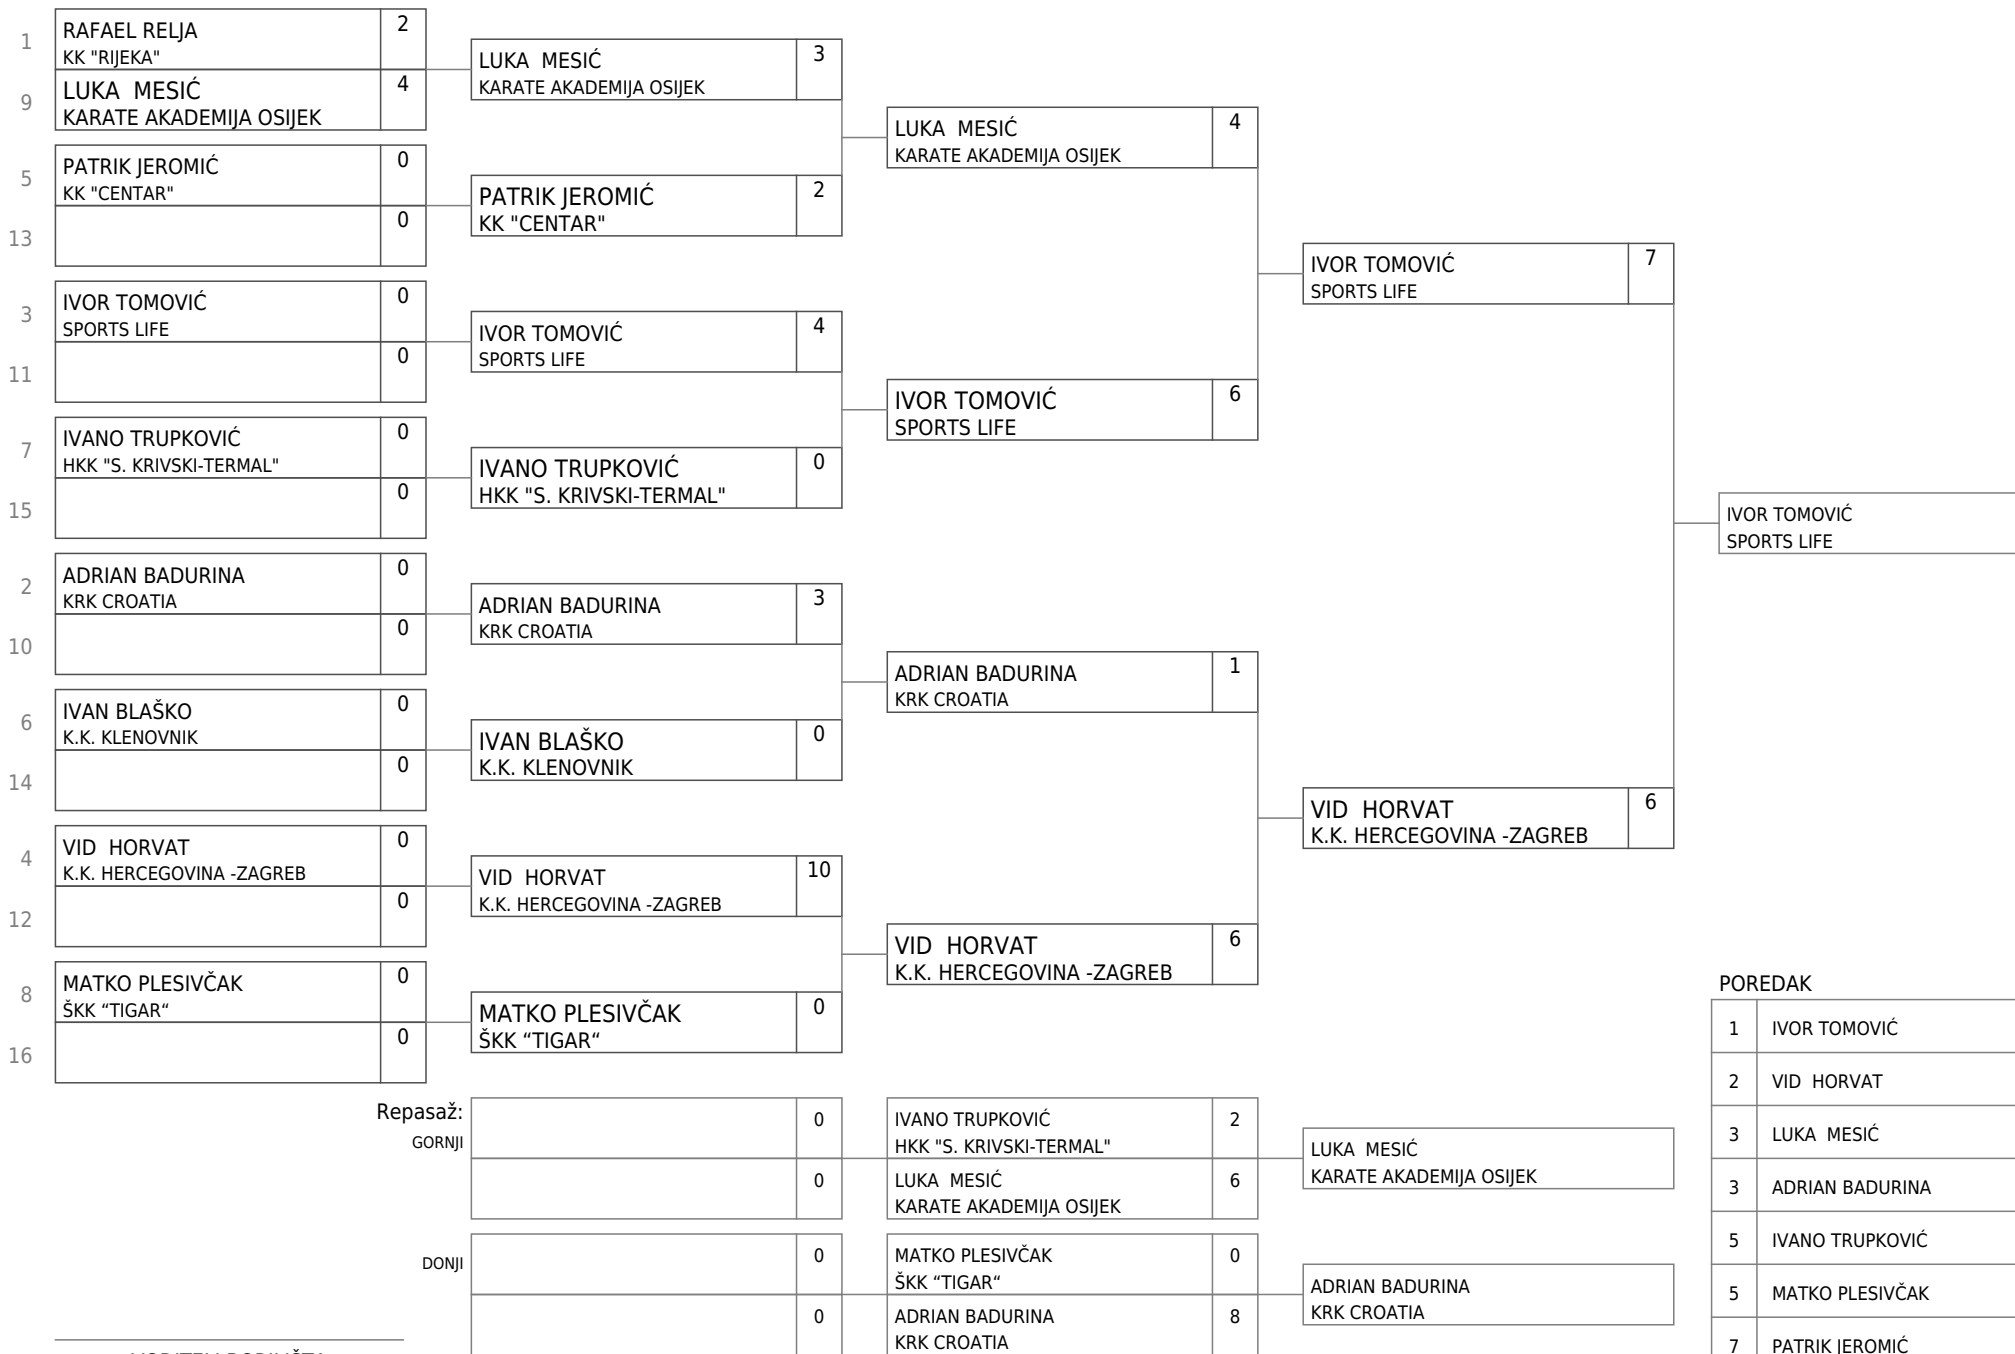 1
RAFAEL RELJA
2
KK "RIJEKA"
9
LUKA  MESIĆ
4
KARATE AKADEMIJA OSIJEK
5
PATRIK JEROMIĆ
0
KK "CENTAR"
13
0
3
IVOR TOMOVIĆ
0
SPORTS LIFE
11
0
7
IVANO TRUPKOVIĆ
0
HKK "S. KRIVSKI-TERMAL"
15
0
2
ADRIAN BADURINA
0
KRK CROATIA
10
0
6
IVAN BLAŠKO
0
K.K. KLENOVNIK
14
0
4
VID  HORVAT
0
K.K. HERCEGOVINA -ZAGREB
12
0
8
MATKO PLESIVČAK
0
ŠKK “TIGAR“
16
0
LUKA  MESIĆ
3
KARATE AKADEMIJA OSIJEK
PATRIK JEROMIĆ
2
KK "CENTAR"
IVOR TOMOVIĆ
4
SPORTS LIFE
IVANO TRUPKOVIĆ
0
HKK "S. KRIVSKI-TERMAL"
ADRIAN BADURINA
3
KRK CROATIA
IVAN BLAŠKO
0
K.K. KLENOVNIK
VID  HORVAT
10
K.K. HERCEGOVINA -ZAGREB
MATKO PLESIVČAK
0
ŠKK “TIGAR“
LUKA  MESIĆ
4
KARATE AKADEMIJA OSIJEK
IVOR TOMOVIĆ
6
SPORTS LIFE
ADRIAN BADURINA
1
KRK CROATIA
VID  HORVAT
6
K.K. HERCEGOVINA -ZAGREB
IVOR TOMOVIĆ
7
SPORTS LIFE
VID  HORVAT
6
K.K. HERCEGOVINA -ZAGREB
IVOR TOMOVIĆ
SPORTS LIFE
Repasaž:
GORNJI
0
0
IVANO TRUPKOVIĆ
2
HKK "S. KRIVSKI-TERMAL"
LUKA  MESIĆ
6
KARATE AKADEMIJA OSIJEK
LUKA  MESIĆ
KARATE AKADEMIJA OSIJEK
DONJI
0
0
MATKO PLESIVČAK
0
ŠKK “TIGAR“
ADRIAN BADURINA
8
KRK CROATIA
ADRIAN BADURINA
KRK CROATIA
POREDAK
1 IVOR TOMOVIĆ
2 VID  HORVAT
3 LUKA  MESIĆ
3 ADRIAN BADURINA
5 IVANO TRUPKOVIĆ
5 MATKO PLESIVČAK
7 PATRIK JEROMIĆ